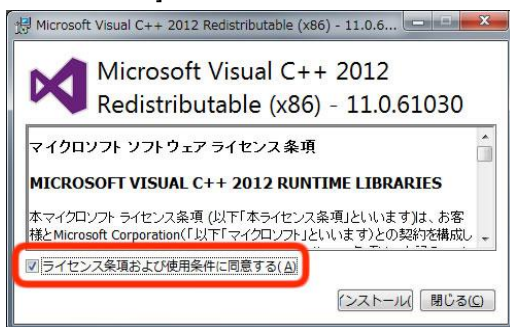 Microsoft Visual C++ 2012 Redistributable (x86) - 11.0.6...
Microsoft Visual C++ 2012
Redistributable (x86) - 11.0.61030
マイクロソフト ソフトウェア ライセンス条項
MICROSOFT VISUAL C++ 2012 RUNTIME LIBRARIES
本マイクロソフト ライセンス条項 (以下「本ライセンス条項」といいます)は、お客
様とMicrosoft Corporation(「以下「マイクロソフト」といいます)との契約を構成し
ライセンス条項および使用条件に同意する(A)
インストール( 閉じる(C)